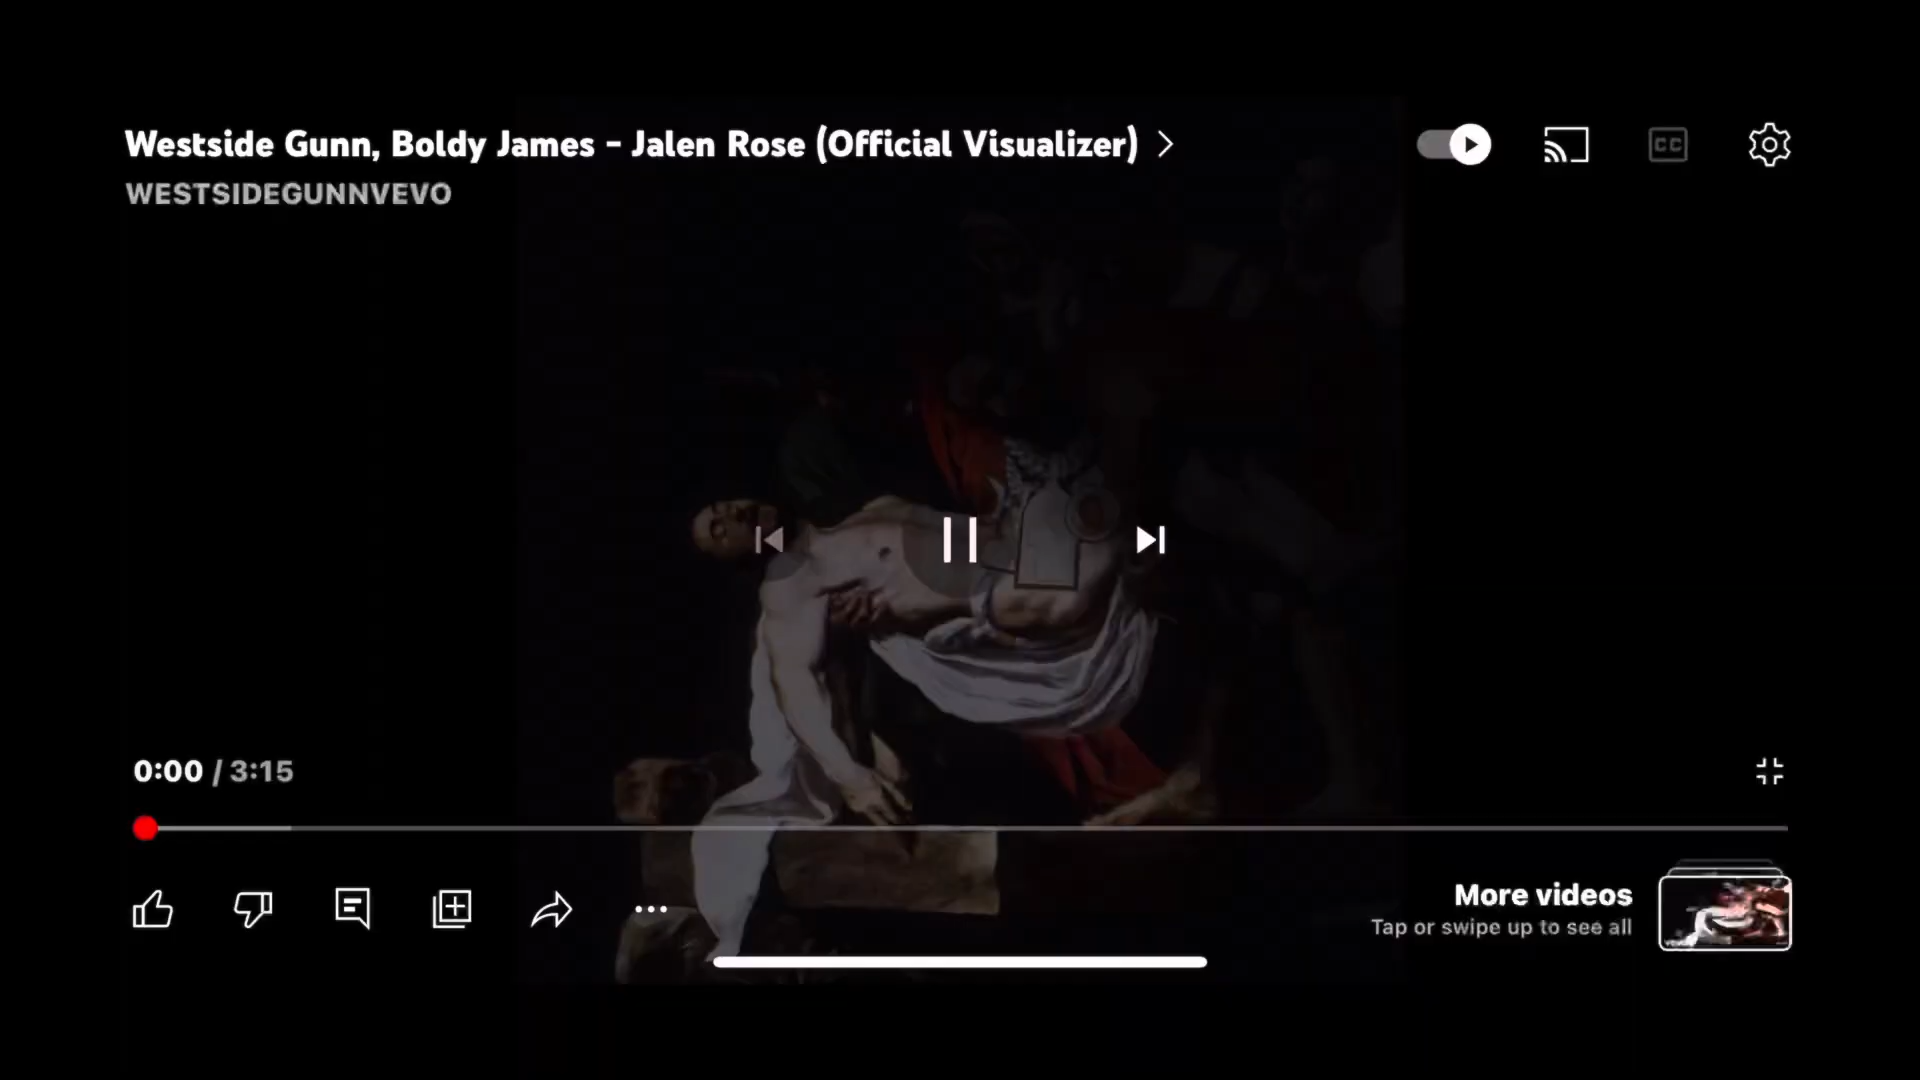 Westside Gunn, Boldy James - Jalen Rose (Official Visualizer)
WESTSIDEGUNNVEVO
CC
0:00 / 3:15
More videos
Tap or swipe up to see all